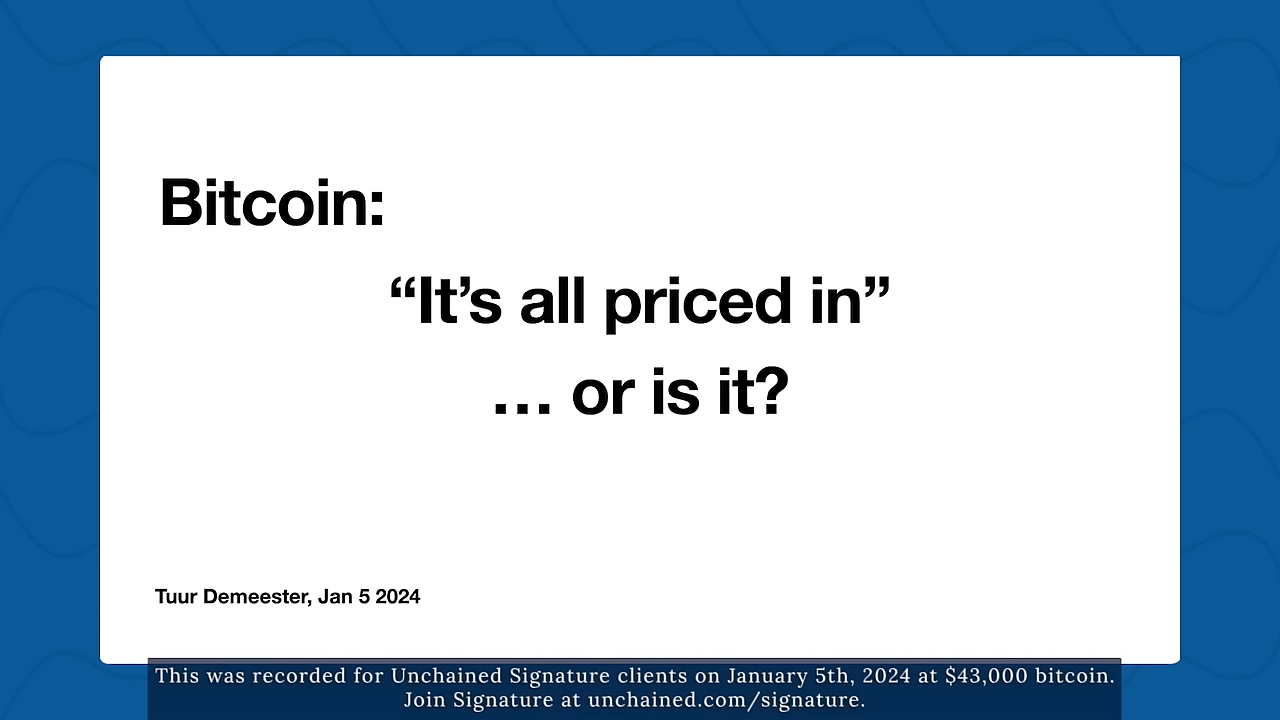 Bitcoin:
“It’s all priced in”
… or is it?
Tuur Demeester, Jan 5 2024
This was recorded for Unchained Signature clients on January 5th, 2024 at $43,000 bitcoin.
Join Signature at unchained.com/signature.